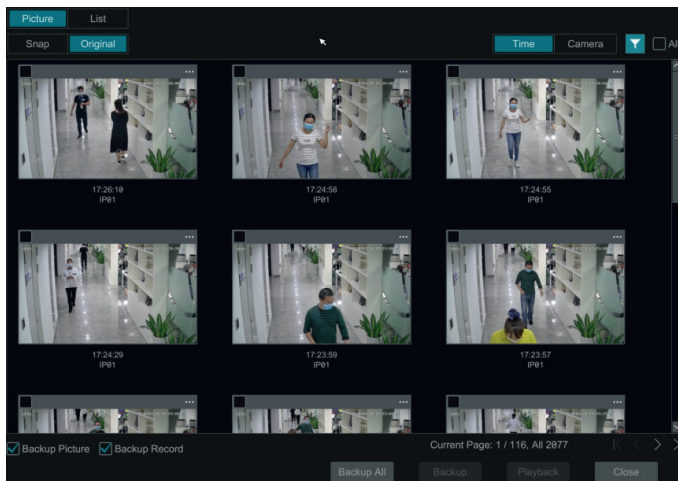 Picture List
Snap Original Time Camera Al
17:26:10 17:24:58 17:24:55
IP01 IP01 IP01
17:24:29 17:23:59 17:23:57
IP01 IP01 IP01
Backup Picture Backup Record Current Page: 1 / 116, All 2077
Backup All Backup Playback Close